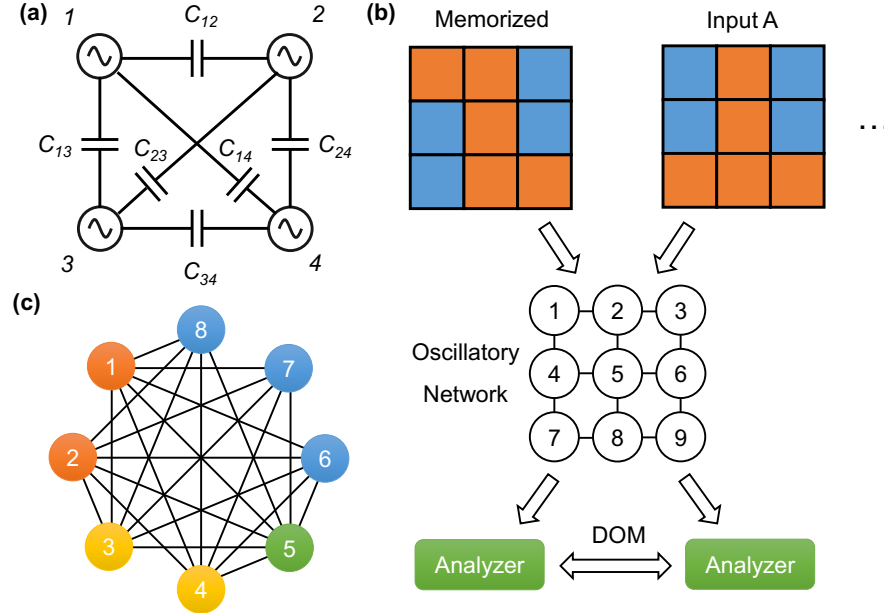 (a)
1
2
C12
C13
C23
C14
C24
3
4
C34
(b)
Memorized
Input A
...
1 2 3
Oscillatory
Network
4 5 6
7 8 9
DOM
Analyzer
Analyzer
(c)
8
1
7
2
6
3
5
4